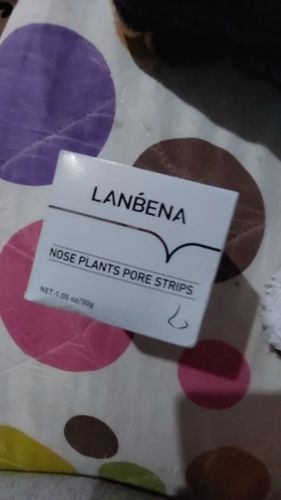 LANBENA
NOSE PLANTS PORE STRIPS
NET:1.05 oz/30g